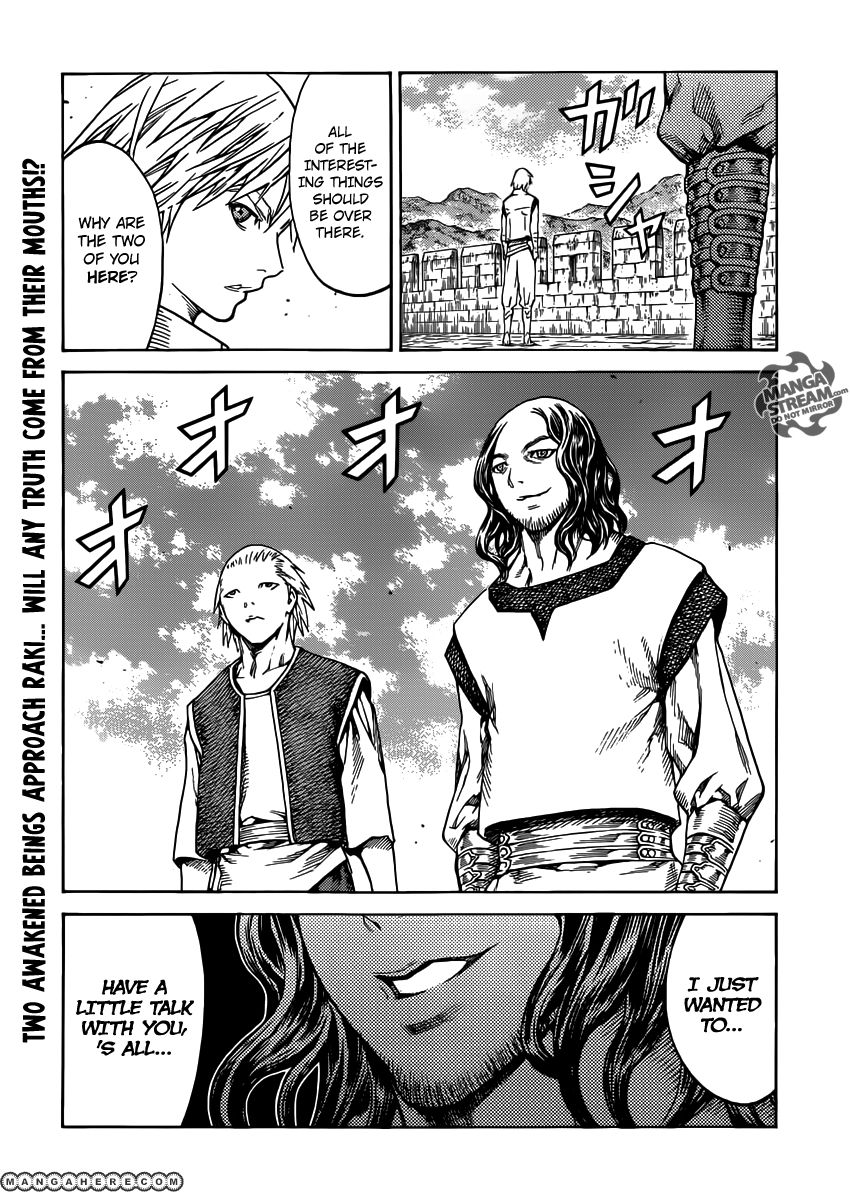 TWO AWAKENED BEINGS APPROACH RAKI... WILL ANY TRUTH COME FROM THEIR MOUTHS!?
ガシャ
ALL
OF THE
INTEREST-
ING THINGS
SHOULD
BE OVER
THERE.
WHY ARE
THE TWO
OF YOU
HERE?
MANGA
STREAM.com
DO NOT MIRROR!
オ
オ
オ
オ
I JUST
WANTED
TO...
HAVE A
LITTLE TALK
WITH YOU,
'S ALL...
MANGAHERE.COM